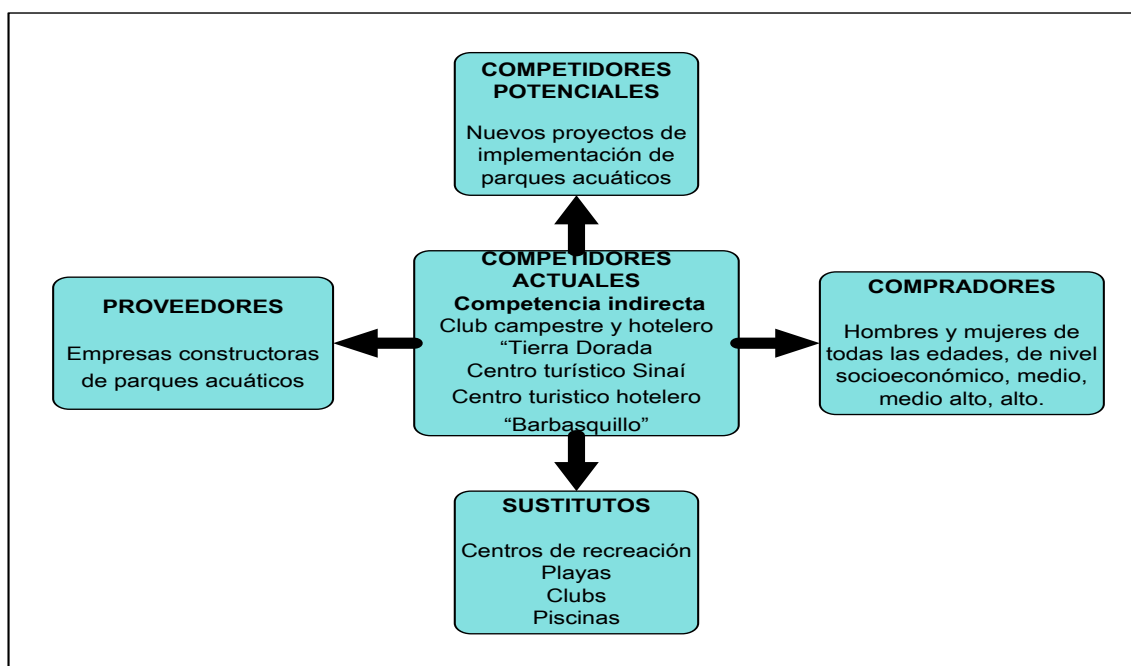 COMPETIDORES
POTENCIALES
Nuevos proyectos de
implementación de
parques acuáticos
PROVEEDORES
Empresas constructoras
de parques acuáticos
COMPETIDORES
ACTUALES
Competencia indirecta
Club campestre y hotelero
“Tierra Dorada
Centro turístico Sinaí
Centro turistico hotelero
“Barbasquillo”
COMPRADORES
Hombres y mujeres de
todas las edades, de nivel
socioeconómico, medio,
medio alto, alto.
SUSTITUTOS
Centros de recreación
Playas
Clubs
Piscinas